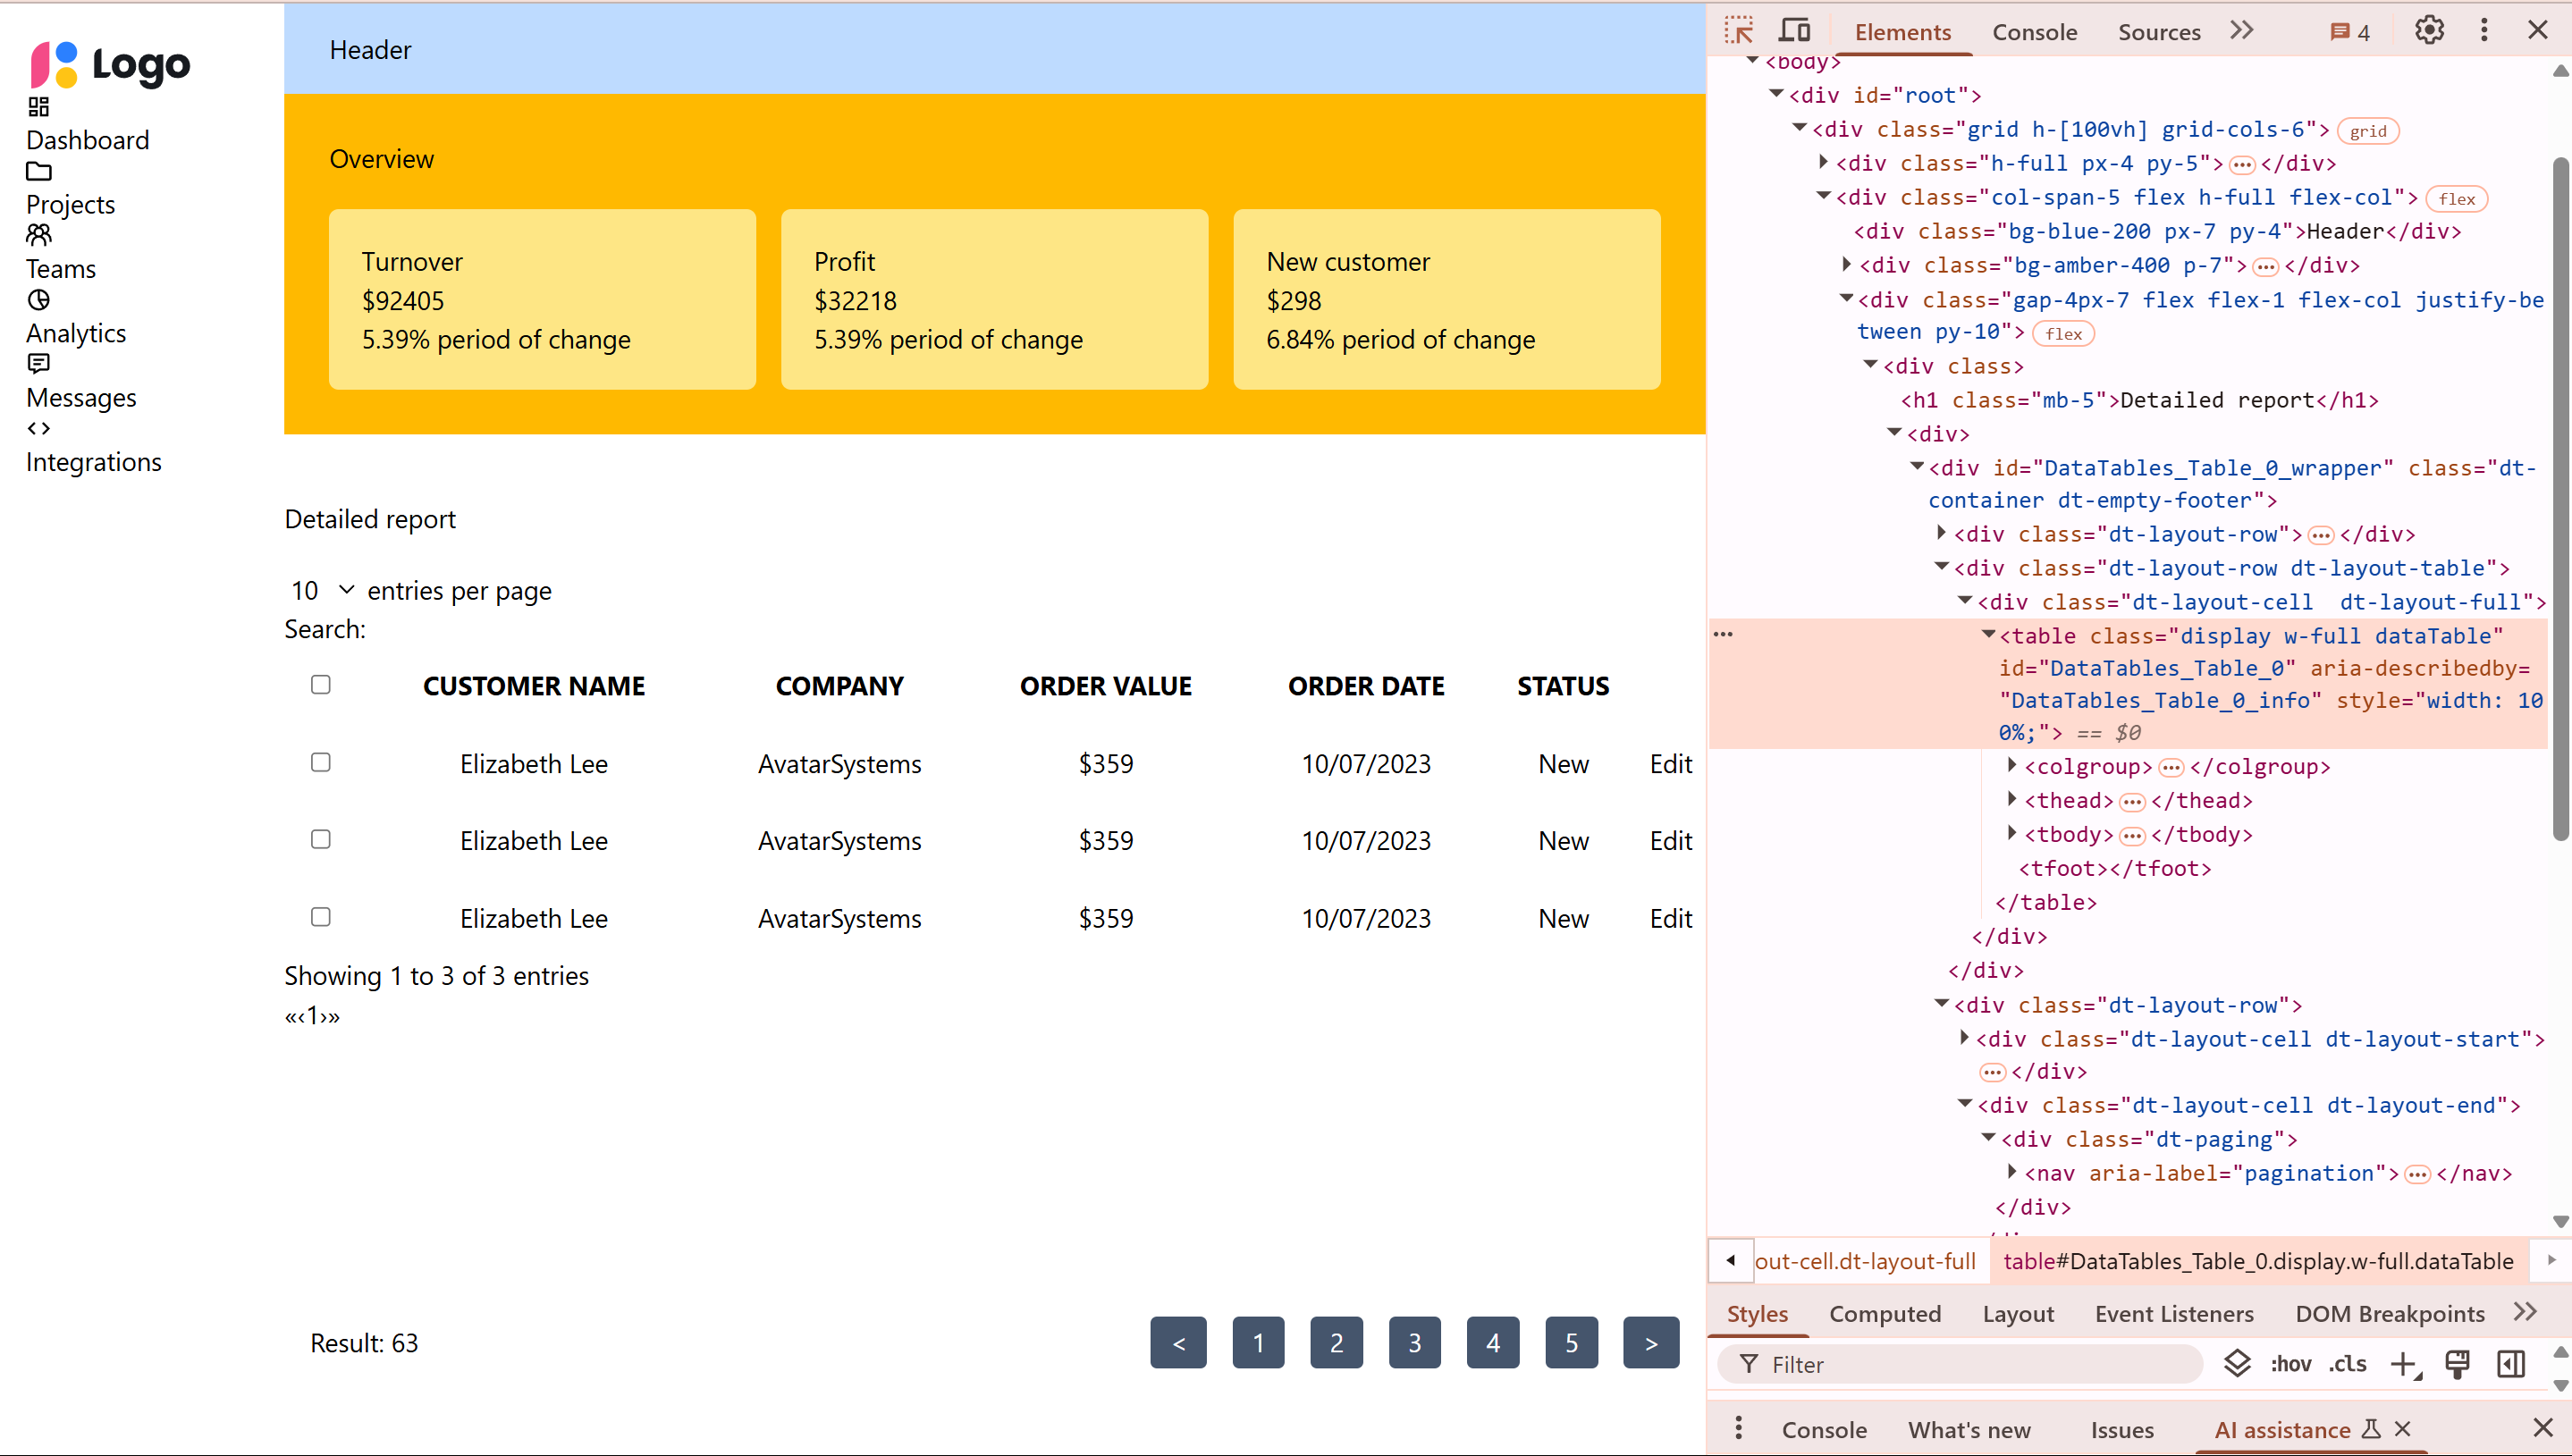 Logo
Dashboard
Projects
Teams
Analytics
Messages
Integrations
Header
Overview
Turnover
$92405
5.39% period of change
Profit
$32218
5.39% period of change
New customer
$298
6.84% period of change
Detailed report
10 entries per page
Search:
CUSTOMER NAME COMPANY ORDER VALUE ORDER DATE STATUS
Elizabeth Lee AvatarSystems $359 10/07/2023 New Edit
Elizabeth Lee AvatarSystems $359 10/07/2023 New Edit
Elizabeth Lee AvatarSystems $359 10/07/2023 New Edit
Showing 1 to 3 of 3 entries
«‹1›»
Result: 63 < 1 2 3 4 5 >
Elements Console Sources 4
<body>
<div id="root">
<div class="grid h-[100vh] grid-cols-6"> grid
<div class="h-full px-4 py-5">…</div>
<div class="col-span-5 flex h-full flex-col"> flex
<div class="bg-blue-200 px-7 py-4">Header</div>
<div class="bg-amber-400 p-7">…</div>
<div class="gap-4px-7 flex flex-1 flex-col justify-be
tween py-10"> flex
<div class>
<h1 class="mb-5">Detailed report</h1>
<div>
<div id="DataTables_Table_0_wrapper" class="dt-
container dt-empty-footer">
<div class="dt-layout-row">…</div>
<div class="dt-layout-row dt-layout-table">
<div class="dt-layout-cell  dt-layout-full">
… <table class="display w-full dataTable"
id="DataTables_Table_0" aria-describedby=
"DataTables_Table_0_info" style="width: 10
0%;"> == $0
<colgroup>…</colgroup>
<thead>…</thead>
<tbody>…</tbody>
<tfoot></tfoot>
</table>
</div>
</div>
<div class="dt-layout-row">
<div class="dt-layout-cell dt-layout-start">
…</div>
<div class="dt-layout-cell dt-layout-end">
<div class="dt-paging">
<nav aria-label="pagination">…</nav>
</div>
out-cell.dt-layout-full table#DataTables_Table_0.display.w-full.dataTable
Styles Computed Layout Event Listeners DOM Breakpoints
Filter :hov .cls
Console What's new Issues AI assistance